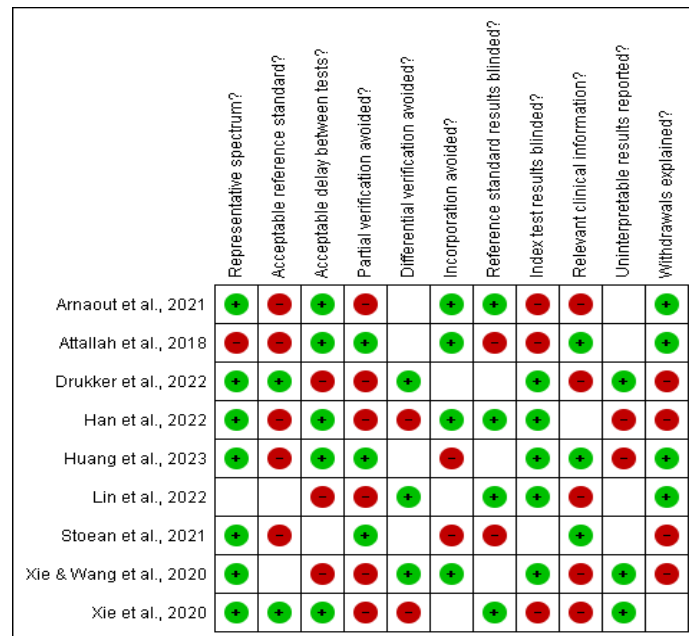 Representative spectrum?
Acceptable reference standard?
Acceptable delay between tests?
Partial verification avoided?
Differential verification avoided?
Incorporation avoided?
Reference standard results blinded?
Index test results blinded?
Relevant clinical information?
Uninterpretable results reported?
Withdrawals explained?
Arnaout et al., 2021 + - + - + + - - +
Attallah et al., 2018 - - + + + - - + +
Drukker et al., 2022 + + - - + + - + -
Han et al., 2022 + - + - - + + + - -
Huang et al., 2023 + - + + - + + - +
Lin et al., 2022 - - + + + - +
Stoean et al., 2021 + - + - - + -
Xie & Wang et al., 2020 + - - + + + - + -
Xie et al., 2020 + + + - - + - - +